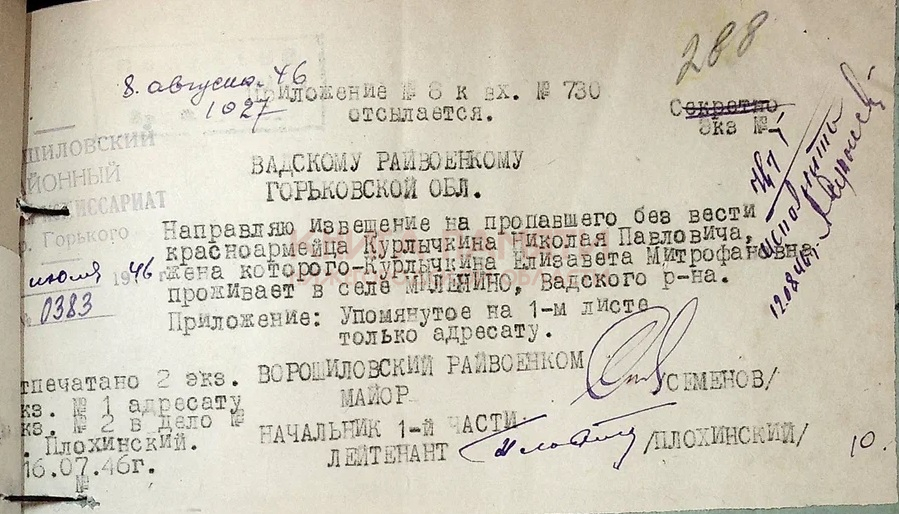 288
8. августа 46
1027
Приложение № 8 к вх. № 730
отсылается.
Секретно
экз № 1
ШИЛОВСКИЙ
ЙОННЫЙ
КОМИССАРИАТ
р. Горького
июля 1946 г
0383
ВАДСКОМУ РАЙВОЕНКОМУ
ГОРЬКОВСКОЙ ОБЛ.
Направляю извещение на пропавшего без вести
красноармейца Курлычкина Николая Павловича,
жена которого-Курлычкина Елизавета Митрофановна
проживает в селе МИЛЕНИНО, Вадского р-на.
Приложение: Упомянутое на 1-м листе
только адресату.
тпечатано 2 экз.
кз. № 1 адресату
кз. № 2 в дело №
. Плохинский.
16.07.46г.
№
ВОРОШИЛОВСКИЙ РАЙВОЕНКОМ
МАЙОР
/СЕМЕНОВ/
НАЧАЛЬНИК 1-й ЧАСТИ
ЛЕЙТЕНАНТ
/ПЛОХИНСКИЙ/
10.
12.08.46г.